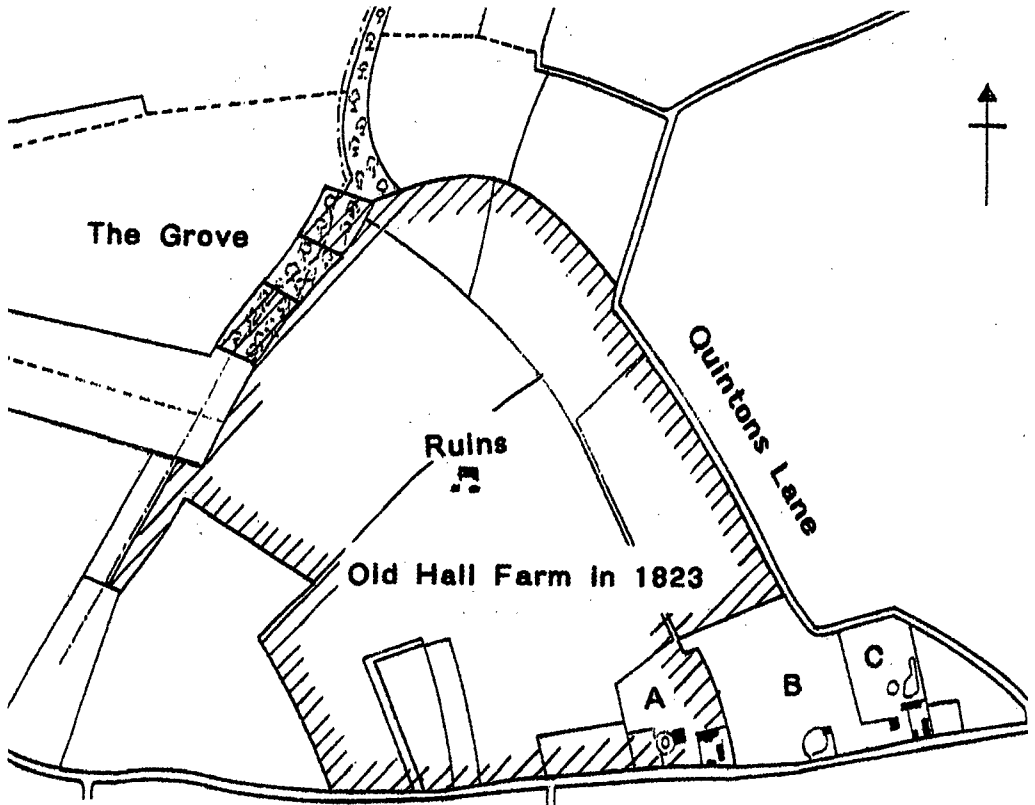 The Grove
Quintons Lane
Ruins
Old Hall Farm in 1823
A
B
C